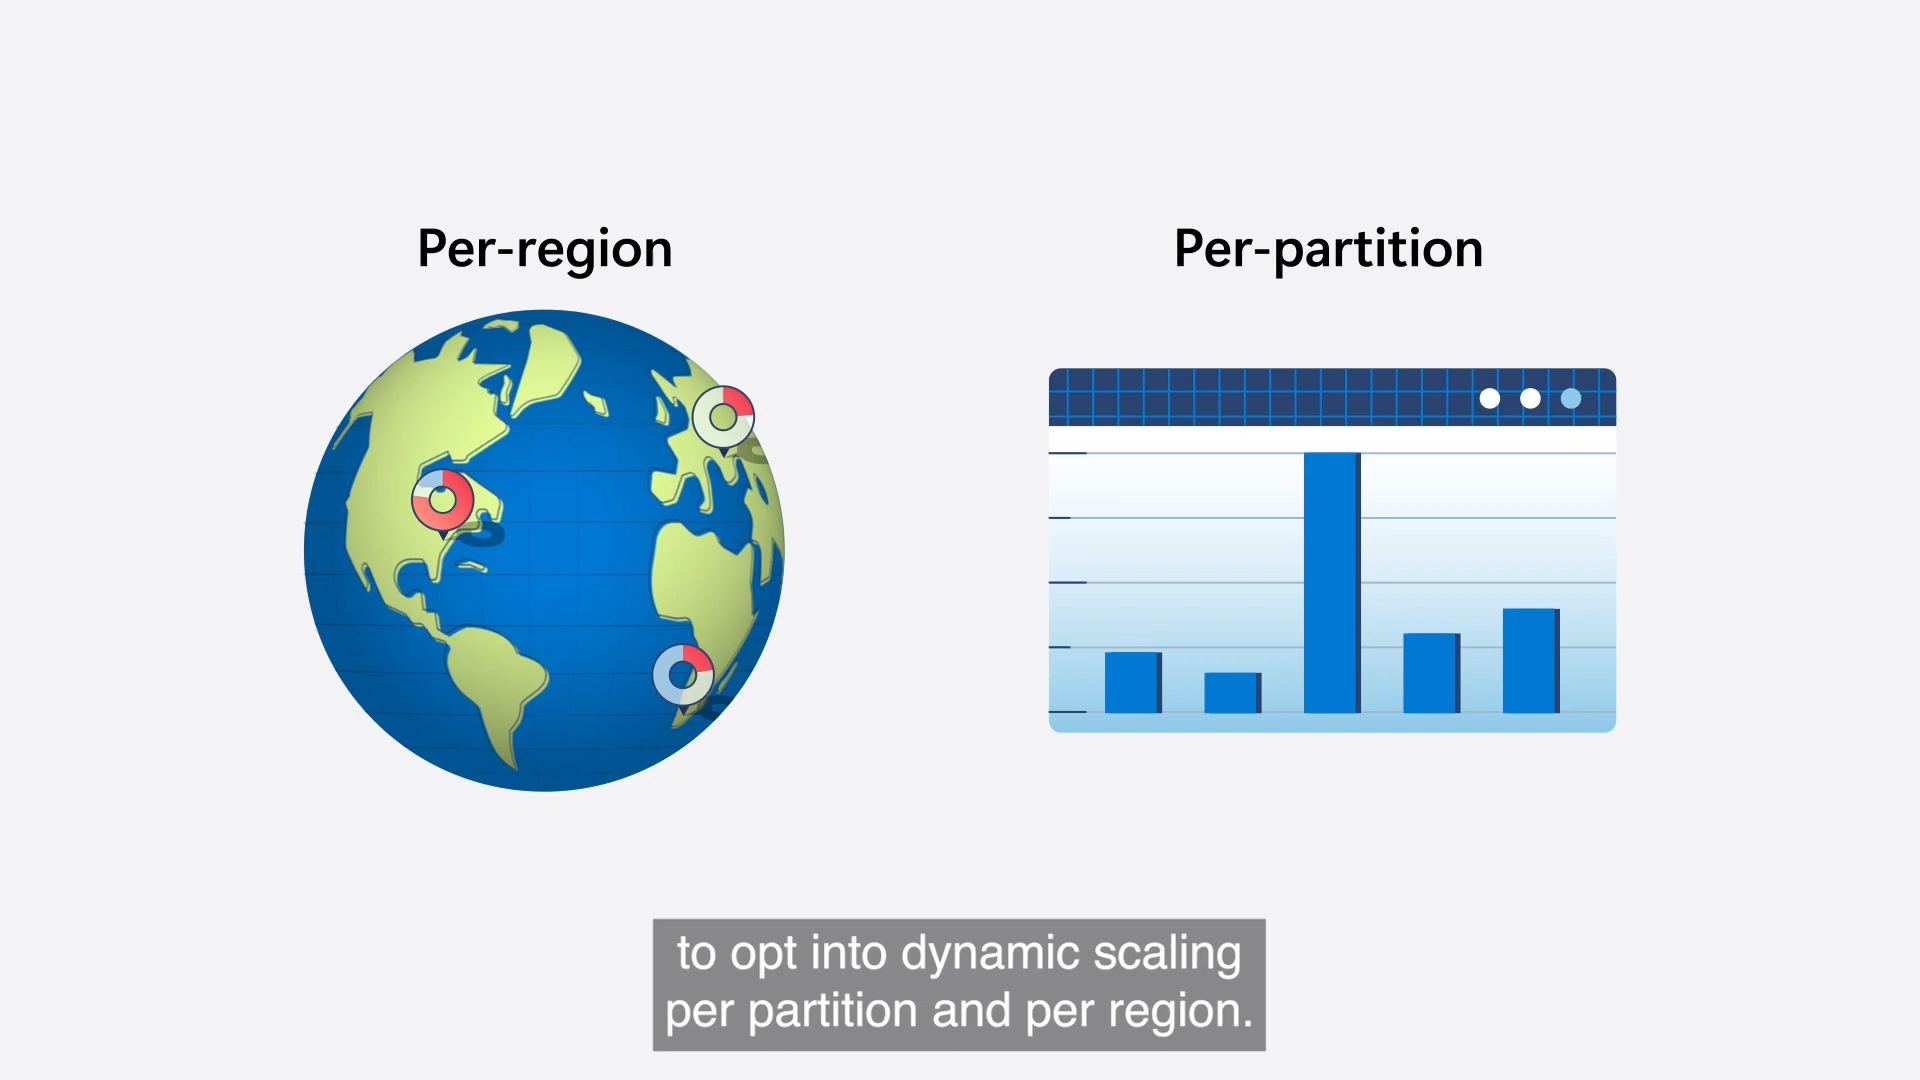 Per-region
Per-partition
to opt into dynamic scaling
per partition and per region.